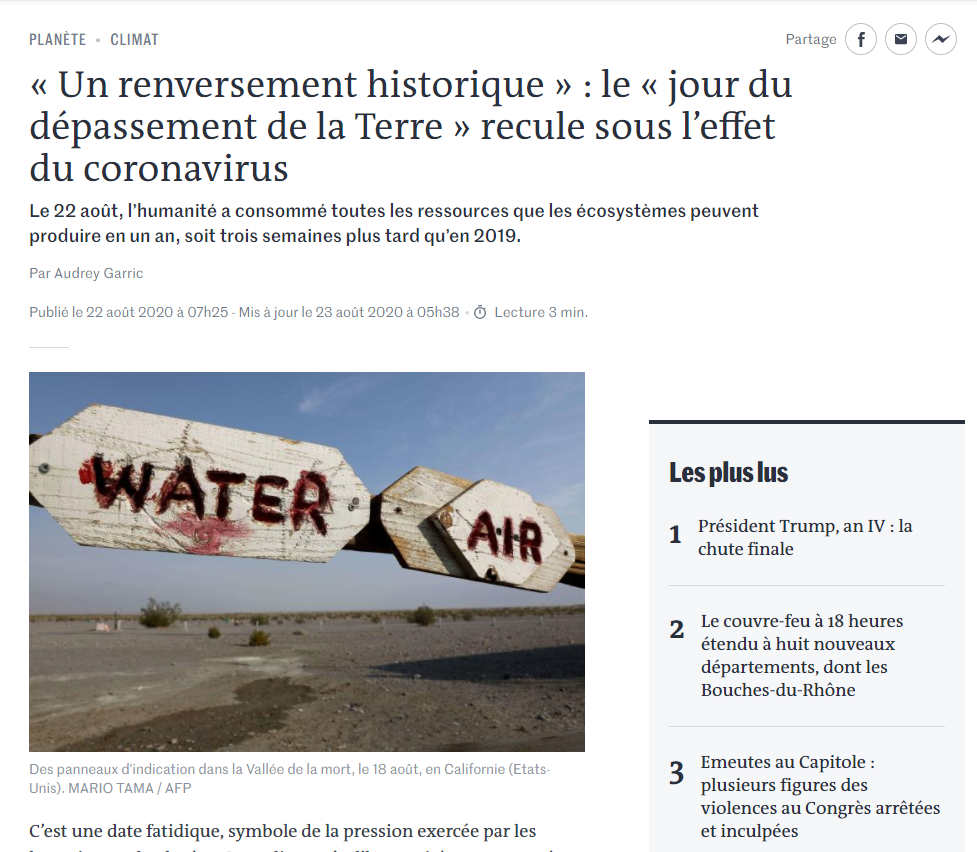 PLANÈTE • CLIMAT
Partage
« Un renversement historique » : le « jour du
dépassement de la Terre » recule sous l’effet
du coronavirus
Le 22 août, l’humanité a consommé toutes les ressources que les écosystèmes peuvent
produire en un an, soit trois semaines plus tard qu’en 2019.
Par Audrey Garric
Publié le 22 août 2020 à 07h25 - Mis à jour le 23 août 2020 à 05h38 • Lecture 3 min.
WATER
AIR
Des panneaux d’indication dans la Vallée de la mort, le 18 août, en Californie (Etats-
Unis). MARIO TAMA / AFP
C’est une date fatidique, symbole de la pression exercée par les
Les plus lus
1 Président Trump, an IV : la
chute finale
2 Le couvre-feu à 18 heures
étendu à huit nouveaux
départements, dont les
Bouches-du-Rhône
3 Emeutes au Capitole :
plusieurs figures des
violences au Congrès arrêtées
et inculpées